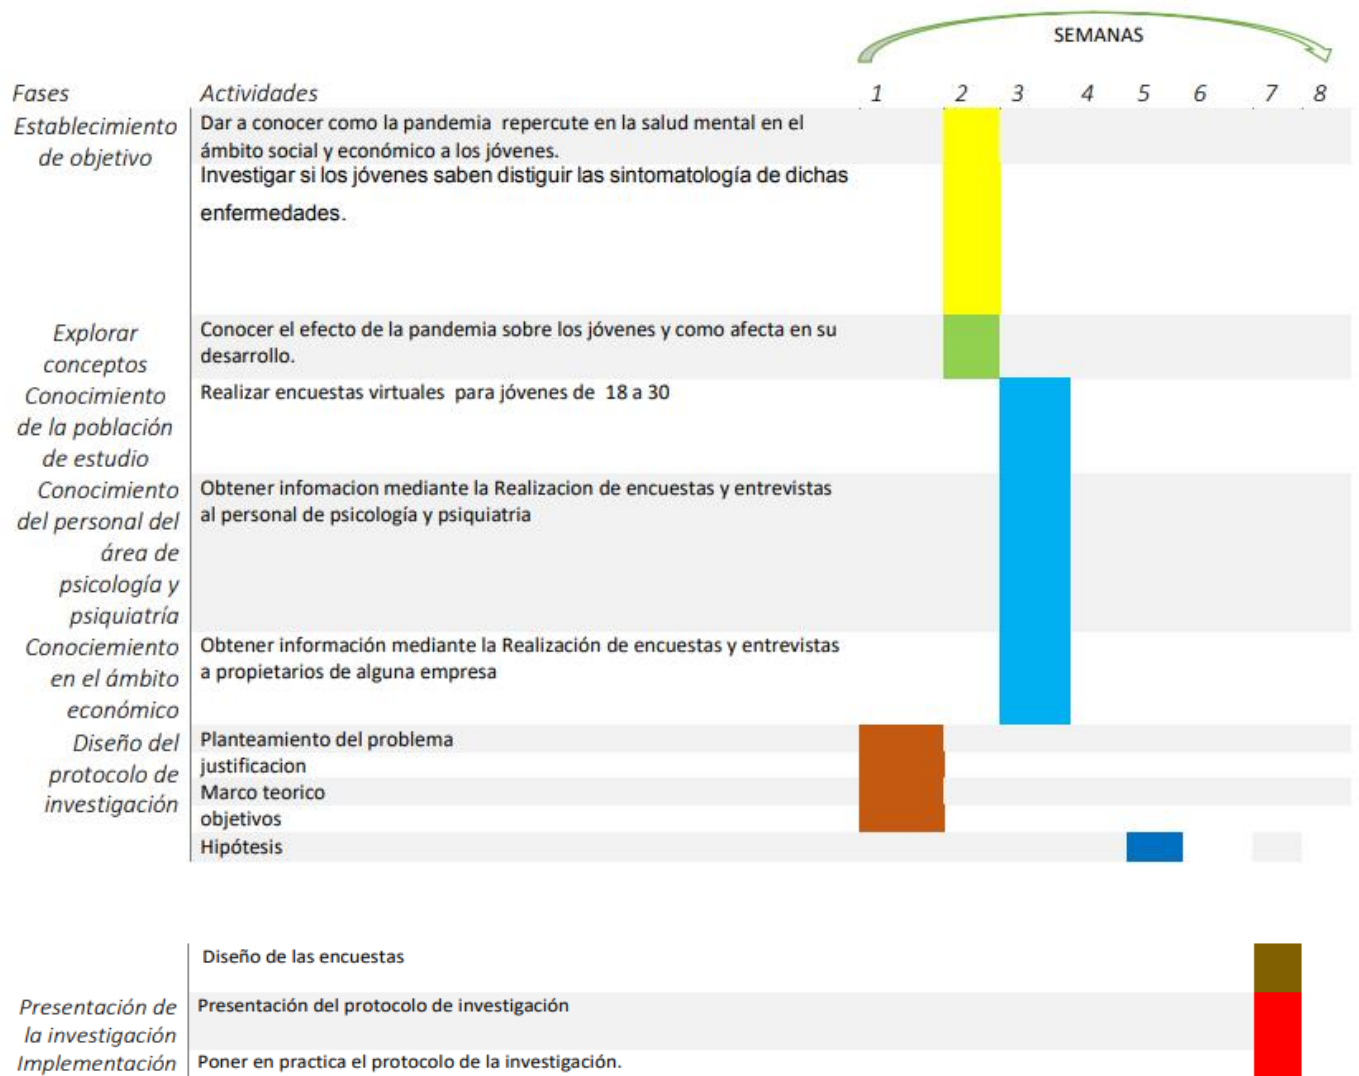 SEMANAS
Fases Actividades 1 2 3 4 5 6 7 8
Establecimiento
de objetivo
Dar a conocer como la pandemia repercute en la salud mental en el
ámbito social y económico a los jóvenes.
Investigar si los jóvenes saben distiguir las sintomatología de dichas
enfermedades.
Explorar
conceptos
Conocer el efecto de la pandemia sobre los jóvenes y como afecta en su
desarrollo.
Conocimiento
de la población
de estudio
Realizar encuestas virtuales para jóvenes de 18 a 30
Conocimiento
del personal del
área de
psicología y
psiquiatría
Obtener infomacion mediante la Realizacion de encuestas y entrevistas
al personal de psicología y psiquiatria
Conociemiento
en el ámbito
económico
Obtener información mediante la Realización de encuestas y entrevistas
a propietarios de alguna empresa
Diseño del
protocolo de
investigación
Planteamiento del problema
justificacion
Marco teorico
objetivos
Hipótesis
Diseño de las encuestas
Presentación de
la investigación
Presentación del protocolo de investigación
Implementación
Poner en practica el protocolo de la investigación.